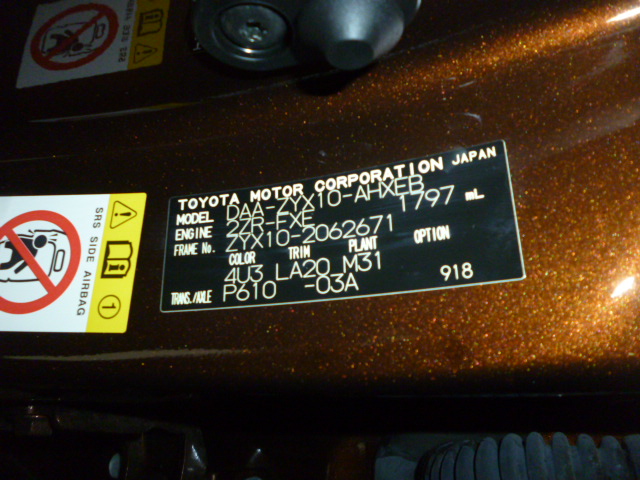 TOYOTA MOTOR CORPORATION JAPAN
MODEL DAA-ZYX10-AHXEB
ENGINE 2ZR-FXE 1797 mL
FRAME No. ZYX10-2062671
COLOR TRIM PLANT OPTION
4U3 LA20 M31
TRANS./AXLE P610 -03A 918
SRS SIDE AIRBAG
1